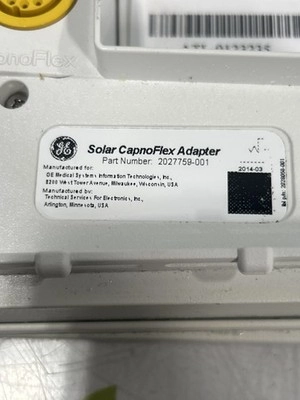 noFlex
Solar CapnoFlex Adapter
Part Number: 2027759-001
Manufactured for:
GE Medical Systems Information Technologies, Inc.,
8200 West Tower Avenue, Milwaukee, Wisconsin, USA
Manufactured by:
Technical Services For Electronics, Inc.,
Arlington, Minnesota, USA
2014-03